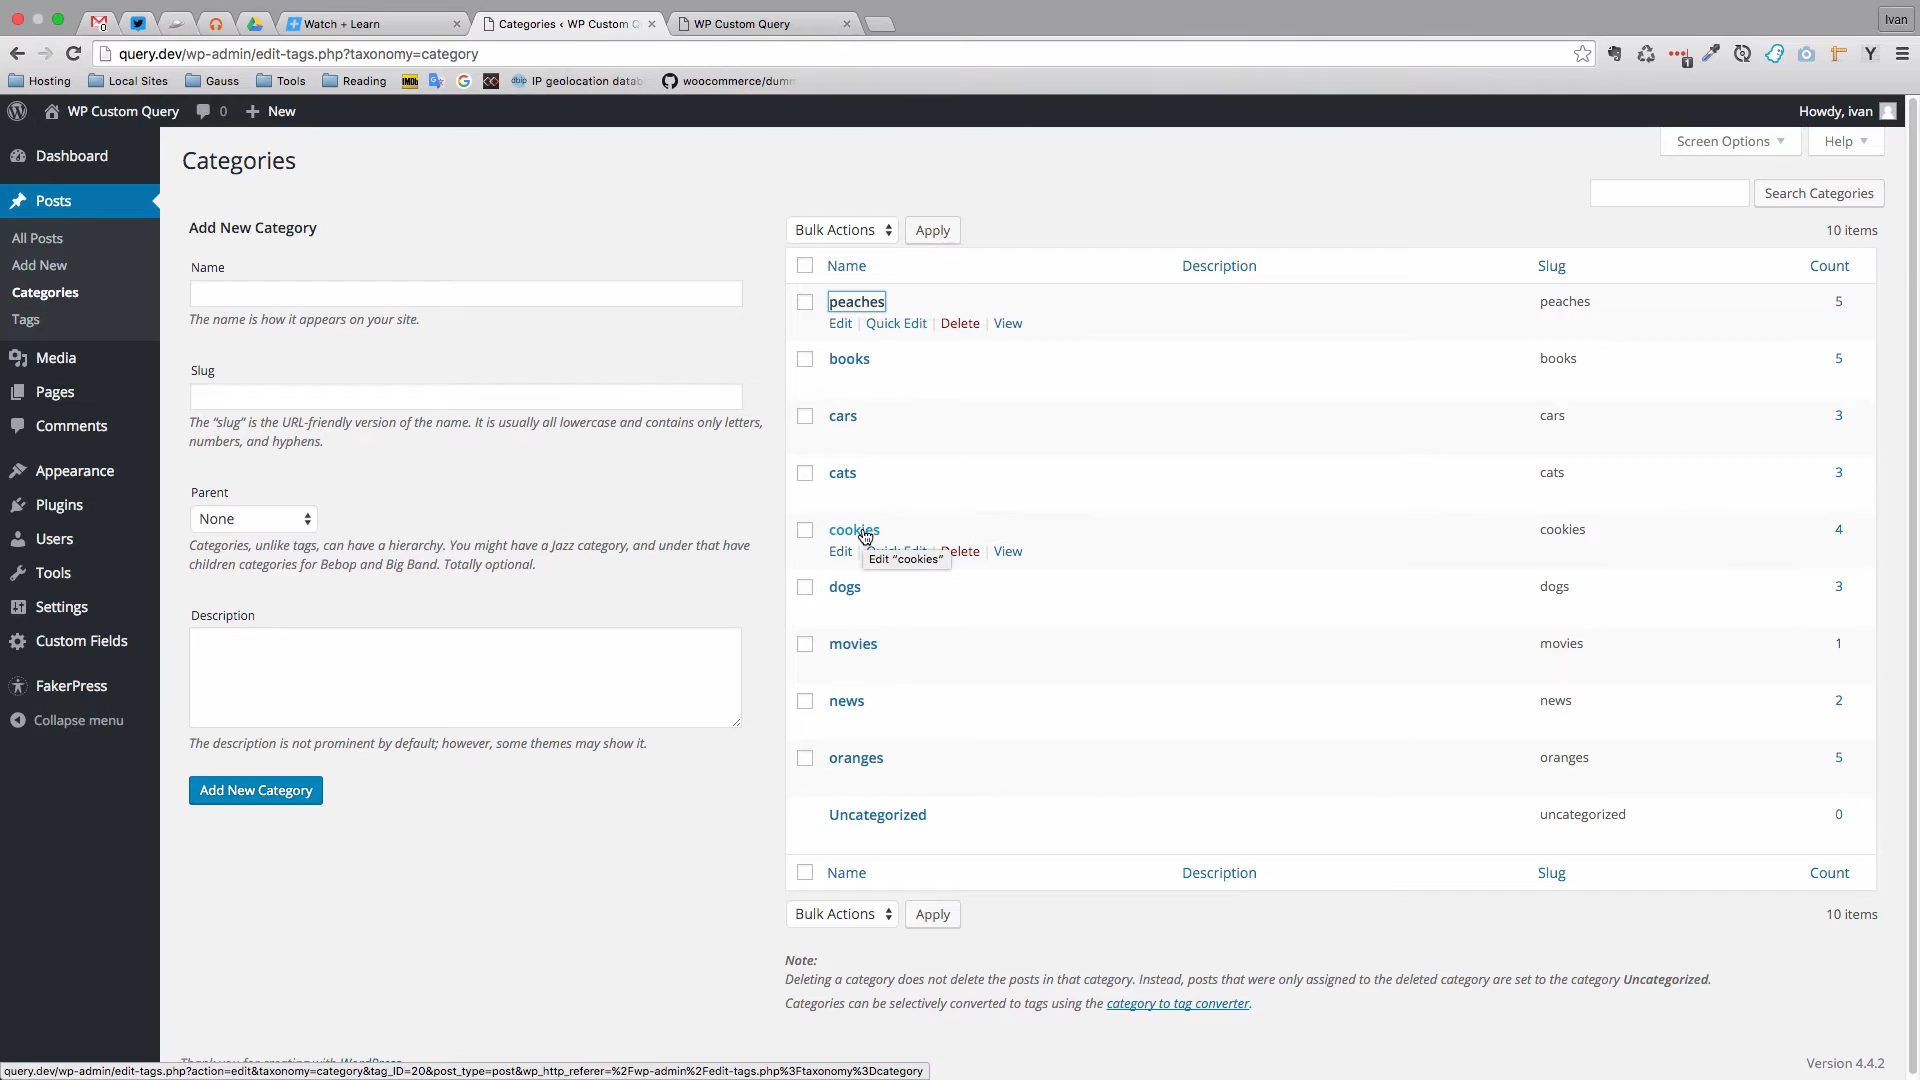 Watch + Learn
Categories ‹ WP Custom Q
WP Custom Query
Ivan
query.dev/wp-admin/edit-tags.php?taxonomy=category
Hosting
Local Sites
Gauss
Tools
Reading
IMDb
IP geolocation datab
woocommerce/dum
WP Custom Query
0
New
Howdy, ivan
Dashboard
Posts
All Posts
Add New
Categories
Tags
Media
Pages
Comments
Appearance
Plugins
Users
Tools
Settings
Custom Fields
FakerPress
Collapse menu
Categories
Screen Options
Help
Search Categories
Add New Category
Name
The name is how it appears on your site.
Slug
The “slug” is the URL-friendly version of the name. It is usually all lowercase and contains only letters,
numbers, and hyphens.
Parent
None
Categories, unlike tags, can have a hierarchy. You might have a Jazz category, and under that have
children categories for Bebop and Big Band. Totally optional.
Description
The description is not prominent by default; however, some themes may show it.
Add New Category
Bulk Actions Apply 10 items
Name Description Slug Count
peaches peaches 5
Edit | Quick Edit | Delete | View
books books 5
cars cars 3
cats cats 3
cookies cookies 4
Edit | Quick Edit | Delete | View
Edit “cookies”
dogs dogs 3
movies movies 1
news news 2
oranges oranges 5
Uncategorized uncategorized 0
Name Description Slug Count
Bulk Actions Apply 10 items
Note:
Deleting a category does not delete the posts in that category. Instead, posts that were only assigned to the deleted category are set to the category Uncategorized.
Categories can be selectively converted to tags using the category to tag converter.
Thank you for creating with WordPress.
Version 4.4.2
query.dev/wp-admin/edit-tags.php?action=edit&taxonomy=category&tag_ID=20&post_type=post&wp_http_referer=%2Fwp-admin%2Fedit-tags.php%3Ftaxonomy%3Dcategory